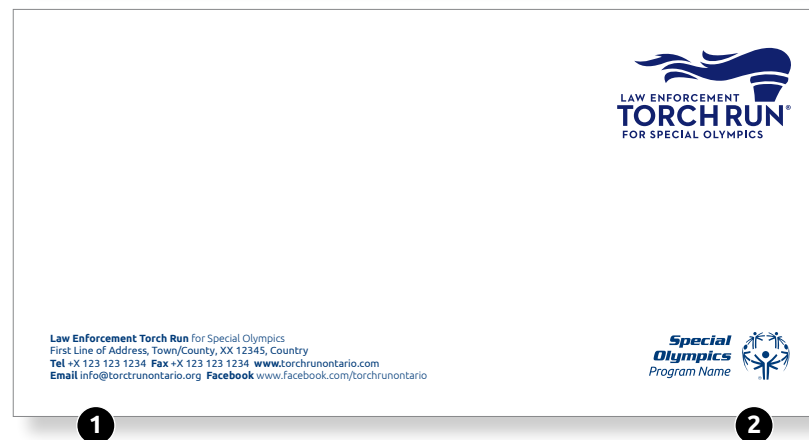 LAW ENFORCEMENT
TORCH RUN®
FOR SPECIAL OLYMPICS
Law Enforcement Torch Run for Special Olympics
First Line of Address, Town/County, XX 12345, Country
Tel +X 123 123 1234 Fax +X 123 123 1234 www.torchrunontario.com
Email info@torctrunontario.org Facebook www.facebook.com/torchrunontario
Special
Olympics
Program Name
1
2